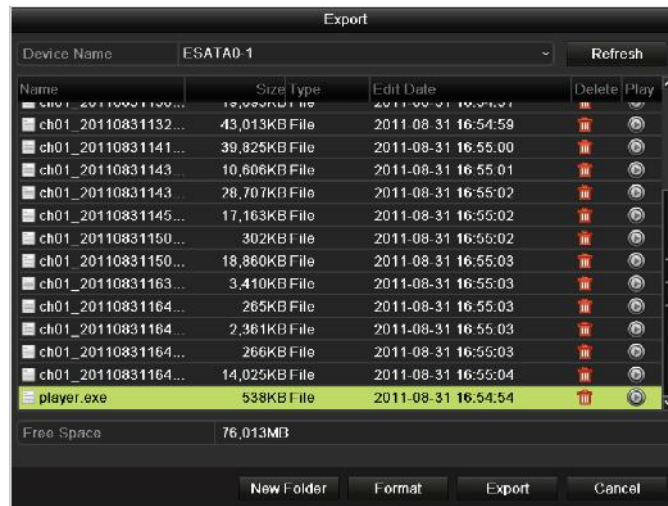 Export
Device Name ESATA0-1 Refresh
Name Size Type Edit Date Delete Play
ch01_20110831132... 43,013KB File 2011-08-31 16:54:59
ch01_20110831141... 39,825KB File 2011-08-31 16:55:00
ch01_20110831143... 10,606KB File 2011-08-31 16:55:01
ch01_20110831143... 28,707KB File 2011-08-31 16:55:02
ch01_20110831145... 17,163KB File 2011-08-31 16:55:02
ch01_20110831150... 302KB File 2011-08-31 16:55:02
ch01_20110831150... 18,860KB File 2011-08-31 16:55:03
ch01_20110831163... 3,410KB File 2011-08-31 16:55:03
ch01_20110831164... 265KB File 2011-08-31 16:55:03
ch01_20110831164... 2,361KB File 2011-08-31 16:55:03
ch01_20110831164... 266KB File 2011-08-31 16:55:03
ch01_20110831164... 14,025KB File 2011-08-31 16:55:04
player.exe 538KB File 2011-08-31 16:54:54
Free Space 76,013MB
New Folder Format Export Cancel